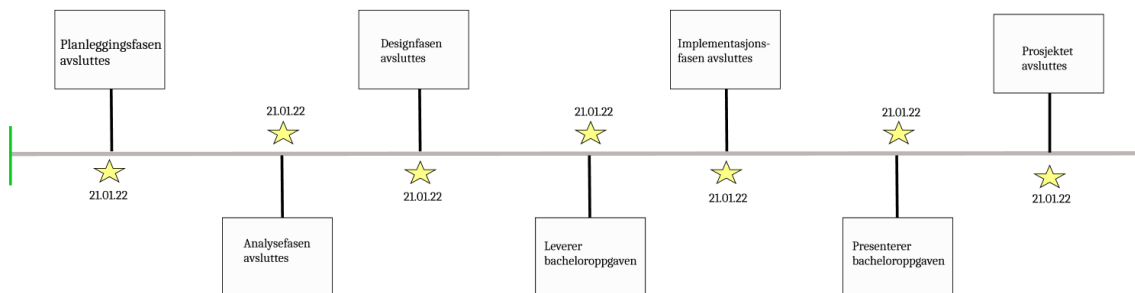 Planleggingsfasen
avsluttes
21.01.22
21.01.22
Analysefasen
avsluttes
Designfasen
avsluttes
21.01.22
21.01.22
Leverer
bacheloroppgaven
Implementasjons-
fasen avsluttes
21.01.22
21.01.22
Presenterer
bacheloroppgaven
Prosjektet
avsluttes
21.01.22